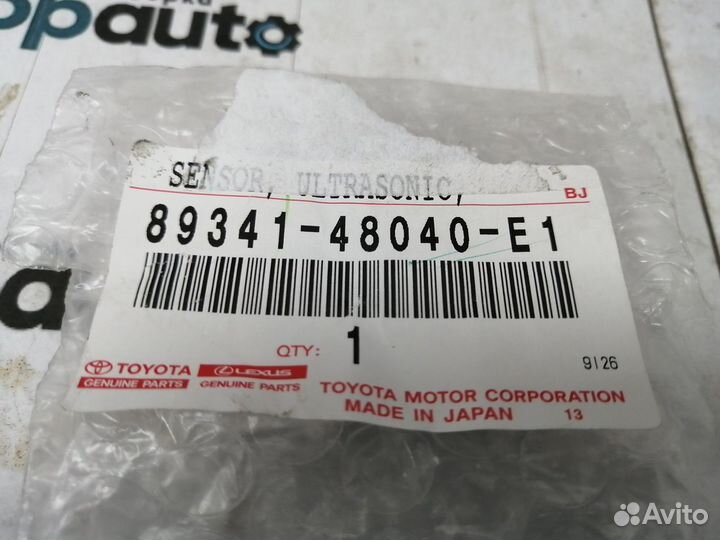 auto
SENSOR, ULTRASONIC,
BJ
89341-48040-E1
QTY: 1
9126
TOYOTA
GENUINE PARTS
LEXUS
GENUINE PARTS
TOYOTA MOTOR CORPORATION
MADE IN JAPAN 13
Avito